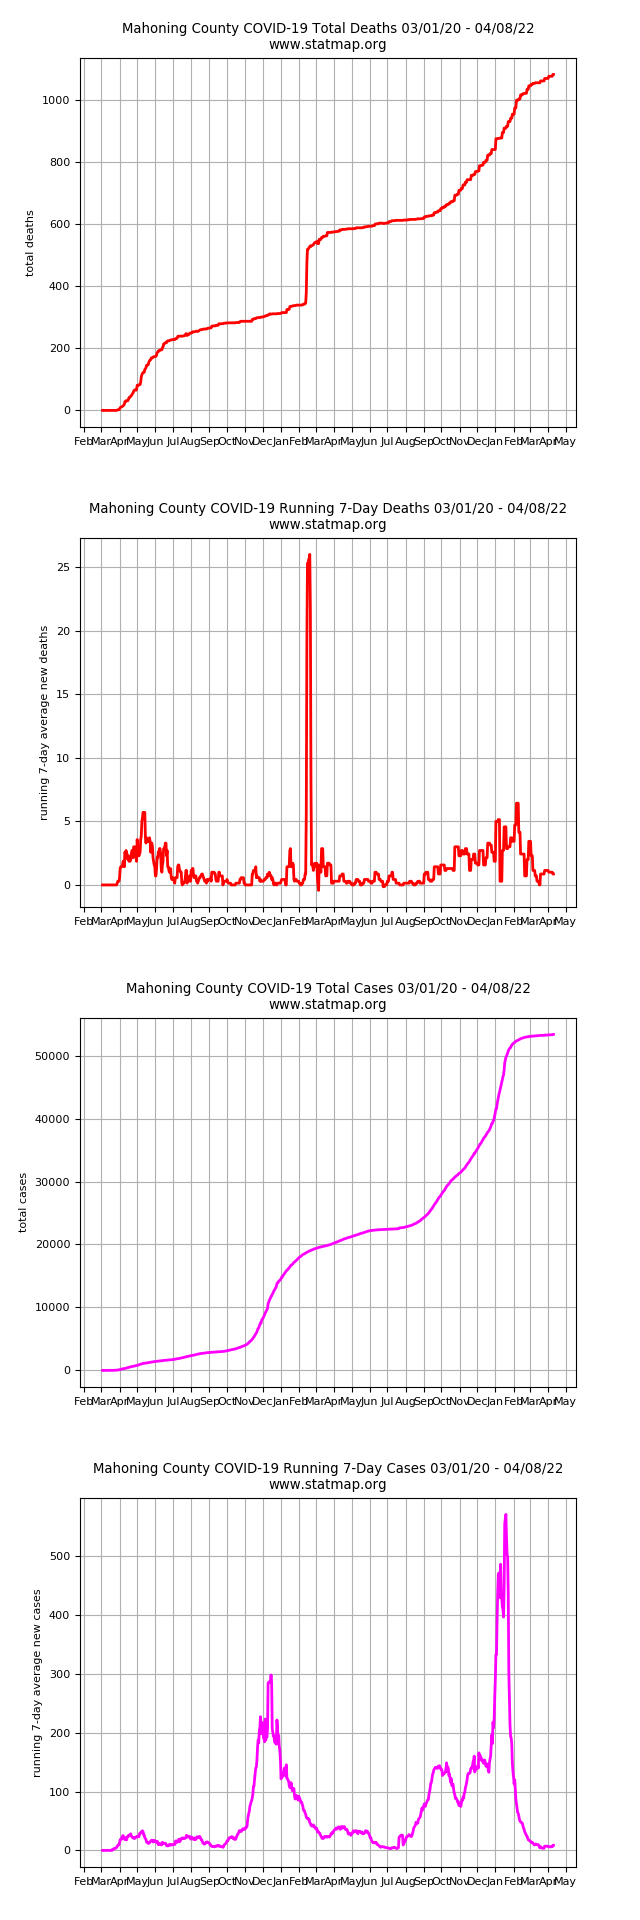 Mahoning County COVID-19 Total Deaths 03/01/20 - 04/08/22
www.statmap.org
total deaths
1000
800
600
400
200
0
Feb Mar Apr May Jun Jul Aug Sep Oct Nov Dec Jan Feb Mar Apr May Jun Jul Aug Sep Oct Nov Dec Jan Feb Mar Apr May
Mahoning County COVID-19 Running 7-Day Deaths 03/01/20 - 04/08/22
www.statmap.org
running 7-day average new deaths
25
20
15
10
5
0
Feb Mar Apr May Jun Jul Aug Sep Oct Nov Dec Jan Feb Mar Apr May Jun Jul Aug Sep Oct Nov Dec Jan Feb Mar Apr May
Mahoning County COVID-19 Total Cases 03/01/20 - 04/08/22
www.statmap.org
total cases
50000
40000
30000
20000
10000
0
Feb Mar Apr May Jun Jul Aug Sep Oct Nov Dec Jan Feb Mar Apr May Jun Jul Aug Sep Oct Nov Dec Jan Feb Mar Apr May
Mahoning County COVID-19 Running 7-Day Cases 03/01/20 - 04/08/22
www.statmap.org
running 7-day average new cases
500
400
300
200
100
0
Feb Mar Apr May Jun Jul Aug Sep Oct Nov Dec Jan Feb Mar Apr May Jun Jul Aug Sep Oct Nov Dec Jan Feb Mar Apr May